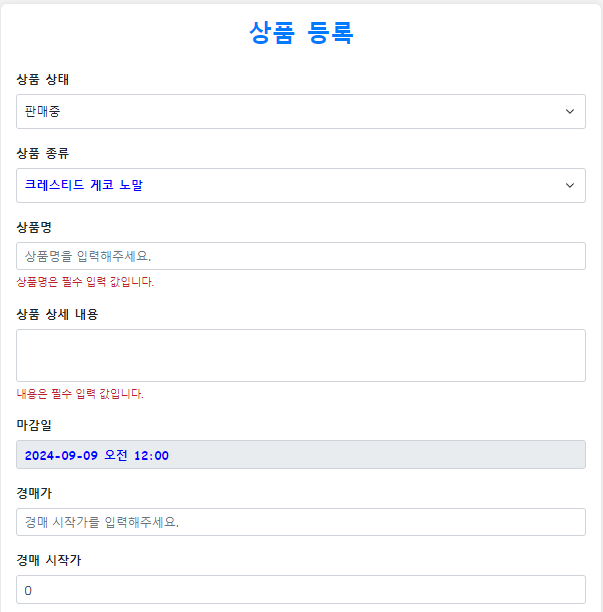 상품 등록
상품 상태
판매중
상품 종류
크레스티드 게코 노말
상품명
상품명을 입력해주세요.
상품명은 필수 입력 값입니다.
상품 상세 내용
내용은 필수 입력 값입니다.
마감일
2024-09-09 오전 12:00
경매가
경매 시작가를 입력해주세요.
경매 시작가
0